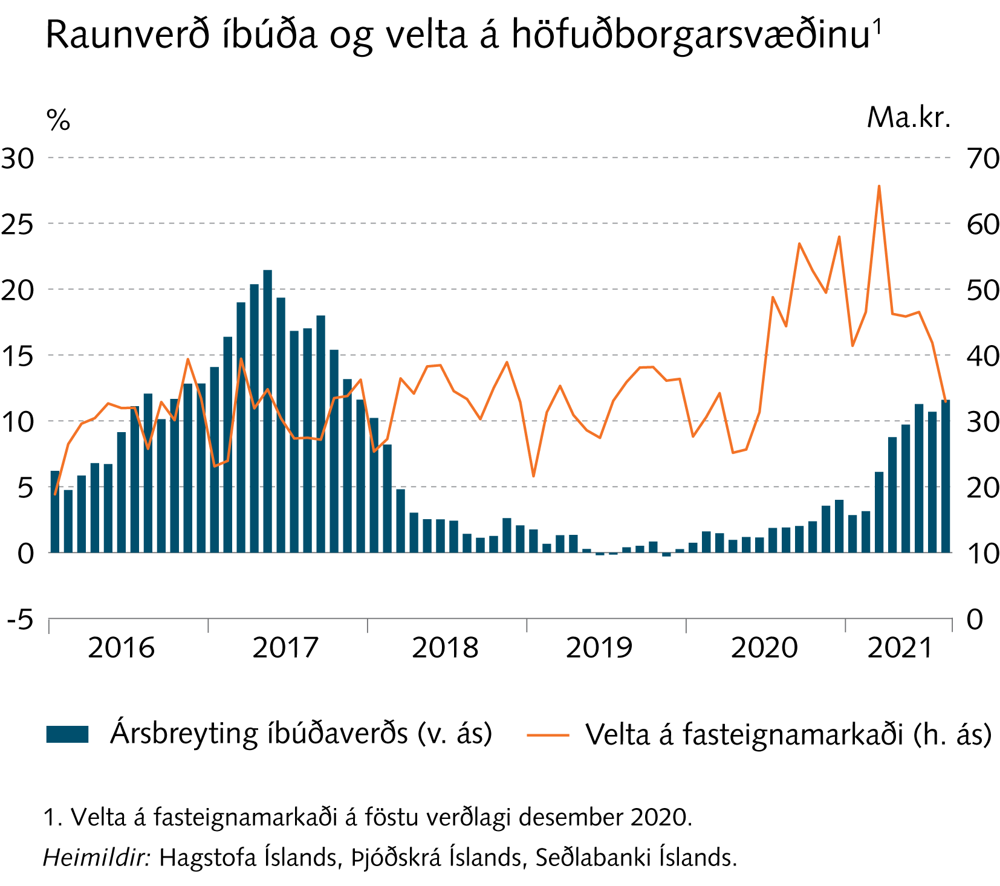 Raunverð íbúða og velta á höfuðborgarsvæðinu¹
% Ma.kr.
30 70
25 60
20 50
15 40
10 30
5 20
0 10
-5 0
2016 2017 2018 2019 2020 2021
Ársbreyting íbúðaverðs (v. ás) Velta á fasteignamarkaði (h. ás)
1. Velta á fasteignamarkaði á föstu verðlagi desember 2020.
Heimildir: Hagstofa Íslands, Þjóðskrá Íslands, Seðlabanki Íslands.